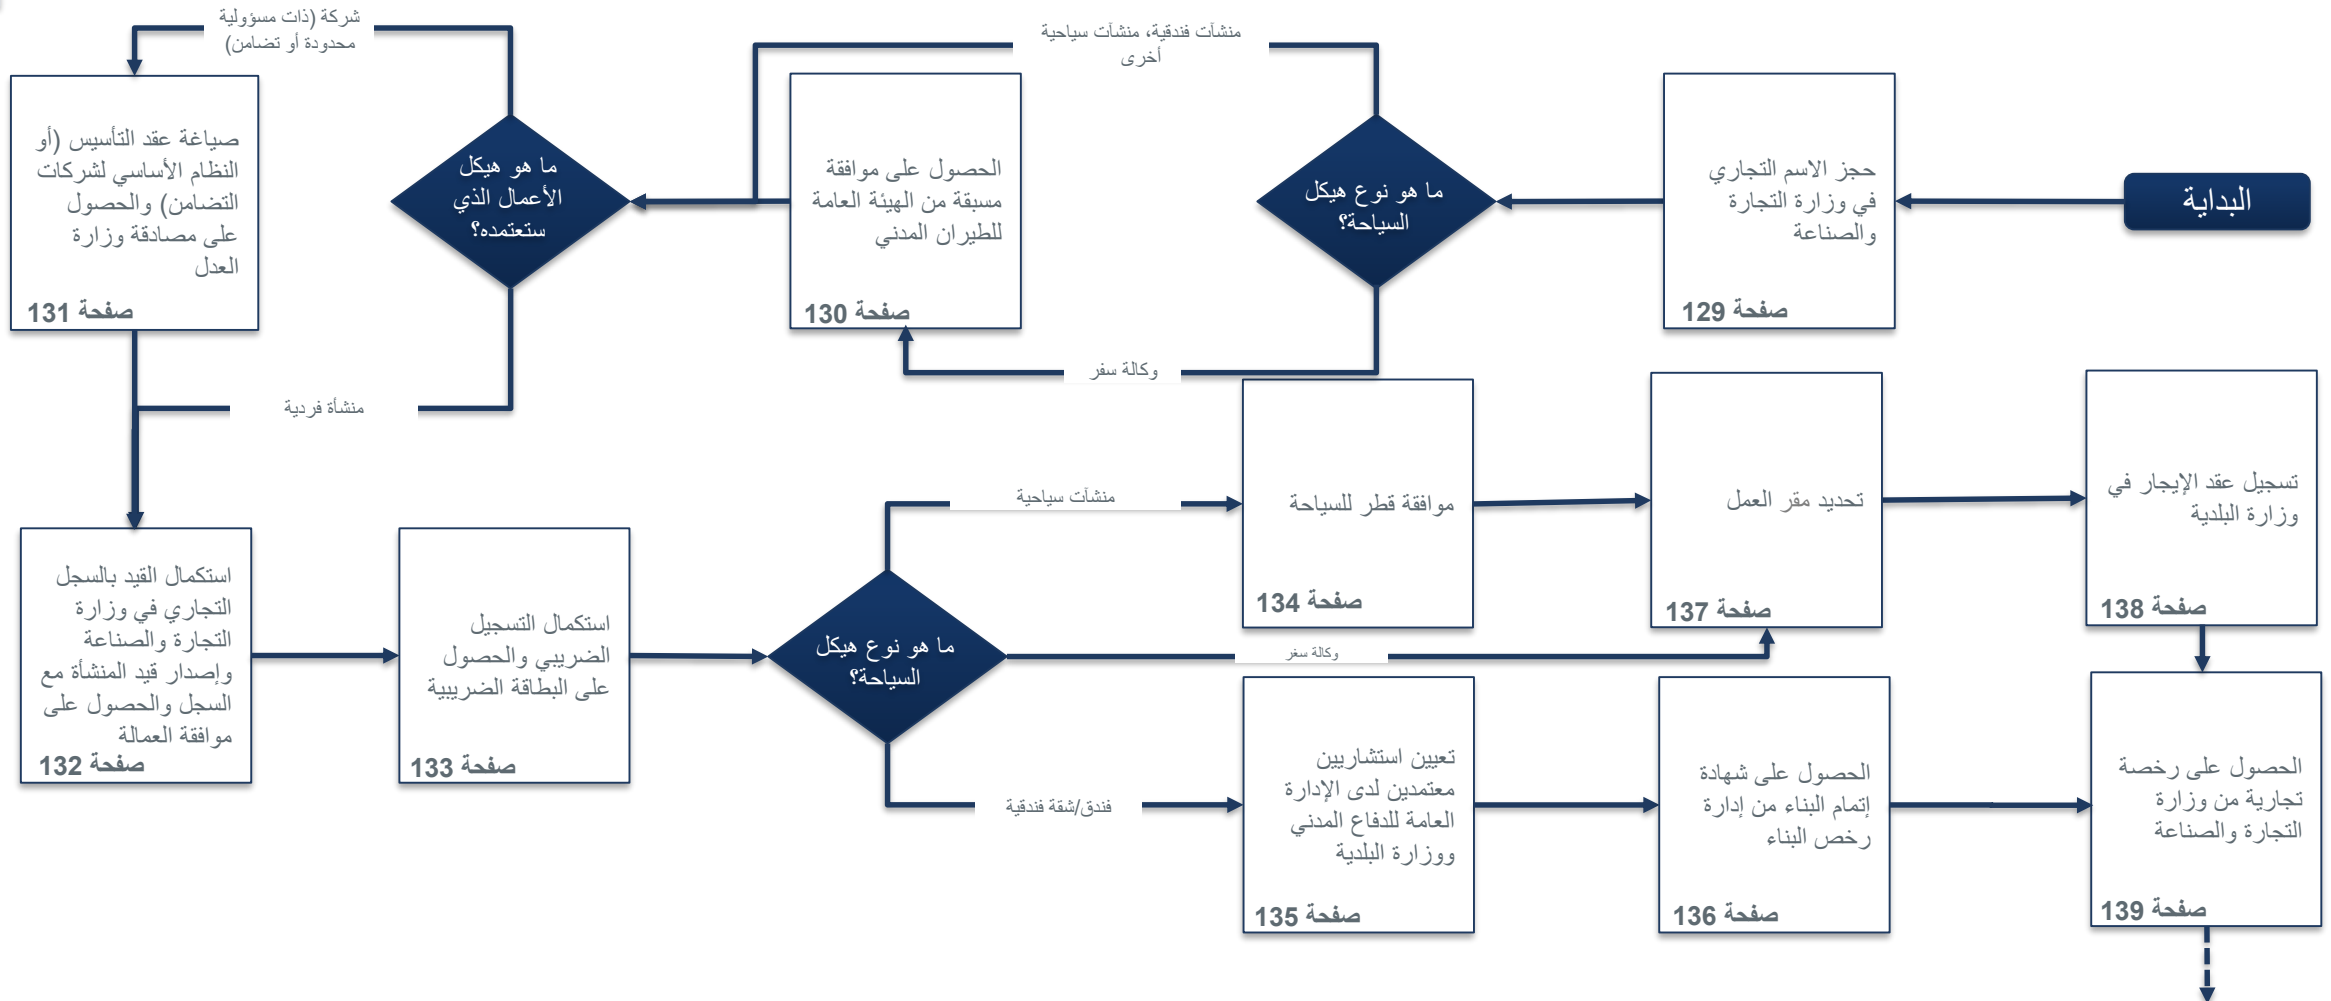 البداية
حجز الاسم التجاري
في وزارة التجارة
والصناعة
صفحة 129
ما هو نوع هيكل
السياحة؟
منشآت فندقية، منشآت سياحية
أخرى
وكالة سفر
الحصول على موافقة
مسبقة من الهيئة العامة
للطيران المدني
صفحة 130
ما هو هيكل
الأعمال الذي
ستعتمده؟
شركة (ذات مسؤولية
محدودة أو تضامن)
منشأة فردية
صياغة عقد التأسيس (أو
النظام الأساسي لشركات
التضامن) والحصول
على مصادقة وزارة
العدل
صفحة 131
استكمال القيد بالسجل
التجاري في وزارة
التجارة والصناعة
وإصدار قيد المنشأة مع
السجل والحصول على
موافقة العمالة
صفحة 132
استكمال التسجيل
الضريبي والحصول
على البطاقة الضريبية
صفحة 133
ما هو نوع هيكل
السياحة؟
منشآت سياحية
موافقة قطر للسياحة
صفحة 134
وكالة سفر
تحديد مقر العمل
صفحة 137
تسجيل عقد الإيجار في
وزارة البلدية
صفحة 138
فندق/شقة فندقية
تعيين استشاريين
معتمدين لدى الإدارة
العامة للدفاع المدني
ووزارة البلدية
صفحة 135
الحصول على شهادة
إتمام البناء من إدارة
رخص البناء
صفحة 136
الحصول على رخصة
تجارية من وزارة
التجارة والصناعة
صفحة 139